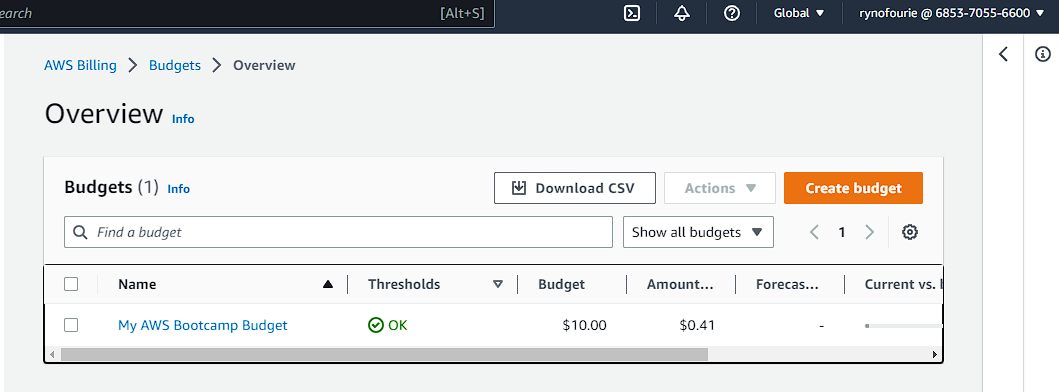 earch [Alt+S] Global rynofourie @ 6853-7055-6600
AWS Billing Budgets Overview
Overview Info
Budgets (1) Info Download CSV Actions Create budget
Find a budget Show all budgets 1
Name Thresholds Budget Amount... Forecas... Current vs. b
My AWS Bootcamp Budget OK $10.00 $0.41 -